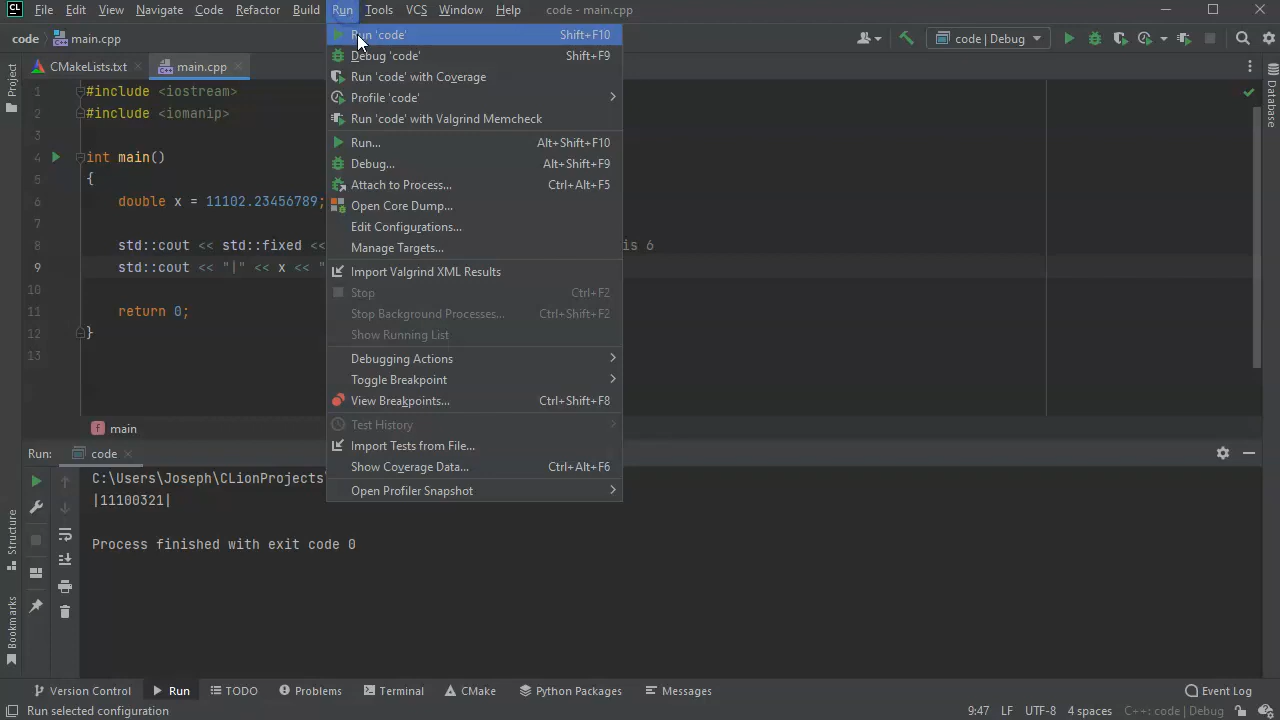 CL File Edit View Navigate Code Refactor Build Run Tools VCS Window Help code - main.cpp
code main.cpp code | Debug
CMakeLists.txt main.cpp
Project
Structure
Bookmarks
Database
1 #include <iostream>
2 #include <iomanip>
3
4 int main()
5 {
6 double x = 11102.23456789;
7
8 std::cout << std::fixed << is 6
9 std::cout << "|" << x << "
10
11 return 0;
12 }
13
Run 'code' Shift+F10
Debug 'code' Shift+F9
Run 'code' with Coverage
Profile 'code'
Run 'code' with Valgrind Memcheck
Run... Alt+Shift+F10
Debug... Alt+Shift+F9
Attach to Process... Ctrl+Alt+F5
Open Core Dump...
Edit Configurations...
Manage Targets...
Import Valgrind XML Results
Stop Ctrl+F2
Stop Background Processes... Ctrl+Shift+F2
Show Running List
Debugging Actions
Toggle Breakpoint
View Breakpoints... Ctrl+Shift+F8
Test History
Import Tests from File...
Show Coverage Data... Ctrl+Alt+F6
Open Profiler Snapshot
f main
Run: code
C:\Users\Joseph\CLionProjects\
|11100321|
Process finished with exit code 0
Version Control Run TODO Problems Terminal CMake Python Packages Messages Event Log
Run selected configuration 9:47 LF UTF-8 4 spaces C++: code | Debug